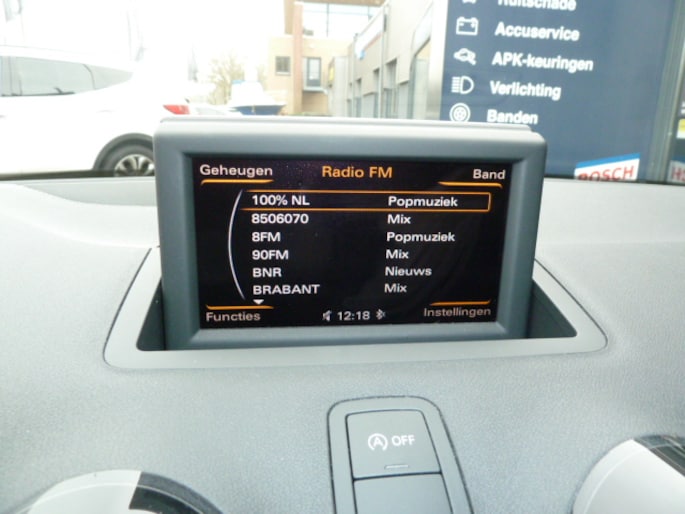 Ruitschade
Accuservice
APK-keuringen
Verlichting
Banden
BOSCH
Geheugen Radio FM Band
100% NL Popmuziek
8506070 Mix
8FM Popmuziek
90FM Mix
BNR Nieuws
BRABANT Mix
Functies 12:18 Instellingen
A OFF